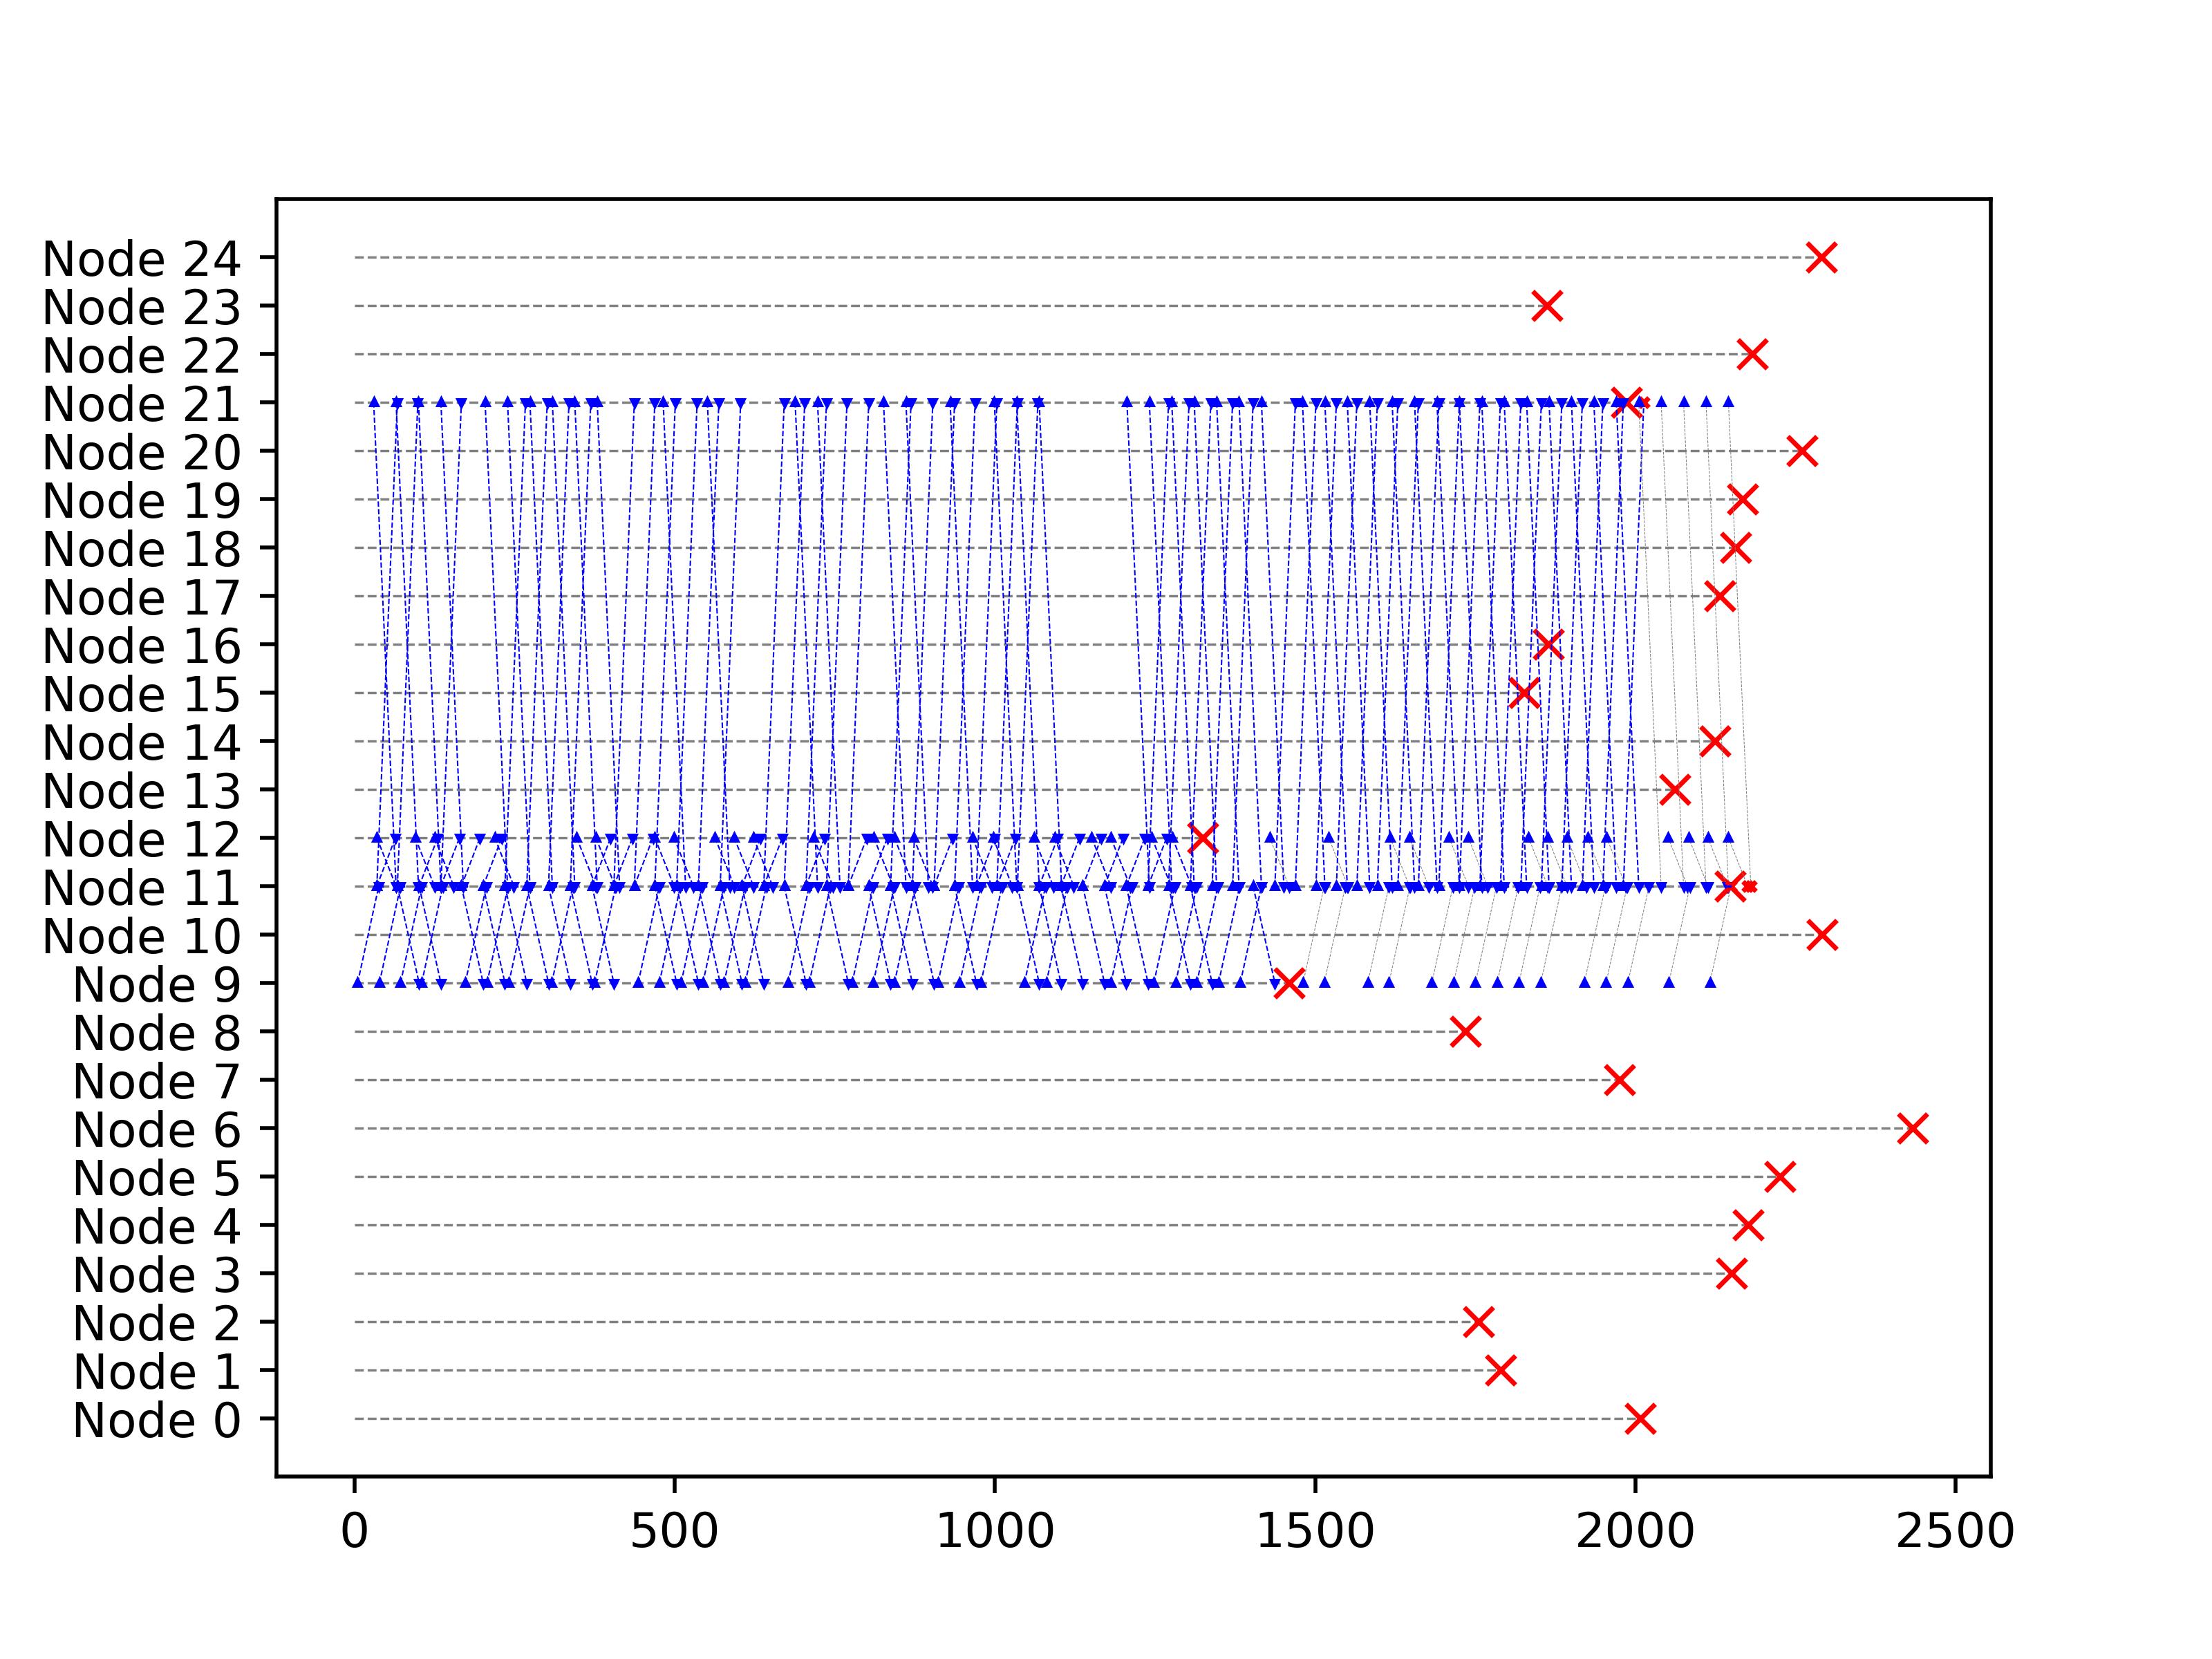 Node 24
Node 23
Node 22
Node 21
Node 20
Node 19
Node 18
Node 17
Node 16
Node 15
Node 14
Node 13
Node 12
Node 11
Node 10
Node 9
Node 8
Node 7
Node 6
Node 5
Node 4
Node 3
Node 2
Node 1
Node 0
0 500 1000 1500 2000 2500